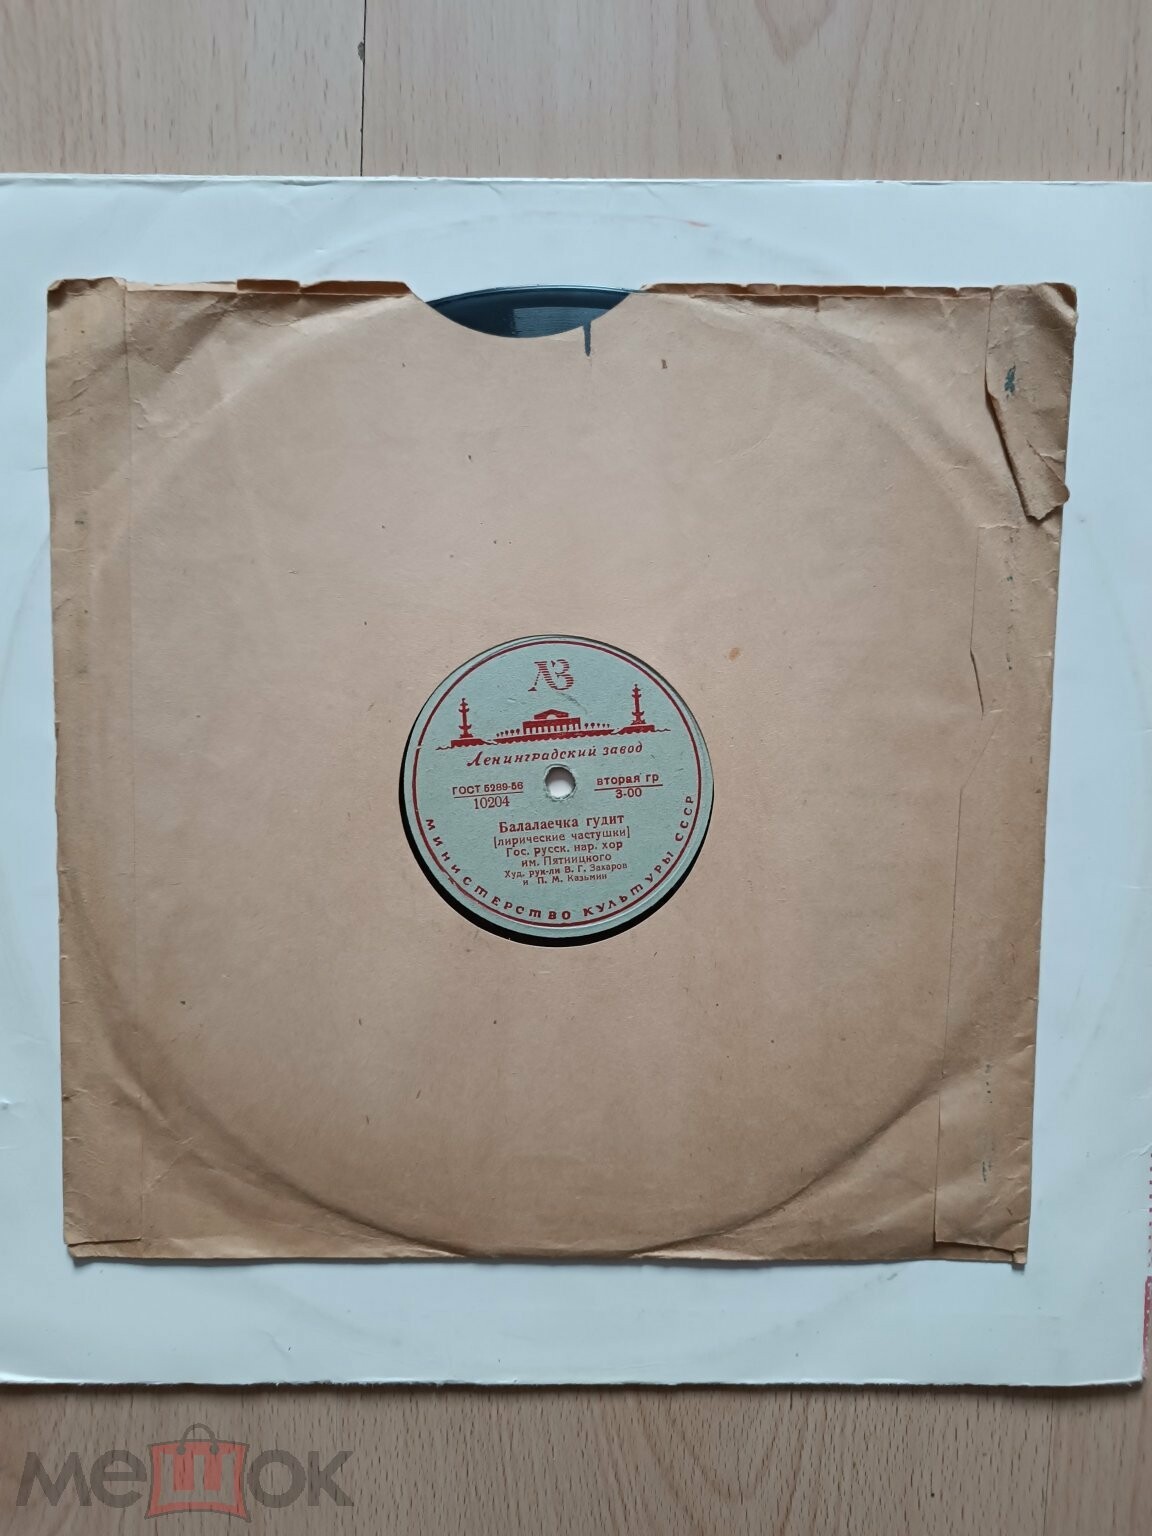 ЛЗ
Ленинградский завод
ГОСТ 5289-56
10204
вторая гр
3-00
Балалаечка гудит
[лирические частушки]
Гос. русск. нар. хор
им. Пятницкого
Худ. рук-ли В. Г. Захаров
и П. М. Казьмин
МИНИСТЕРСТВО КУЛЬТУРЫ СССР
мешок